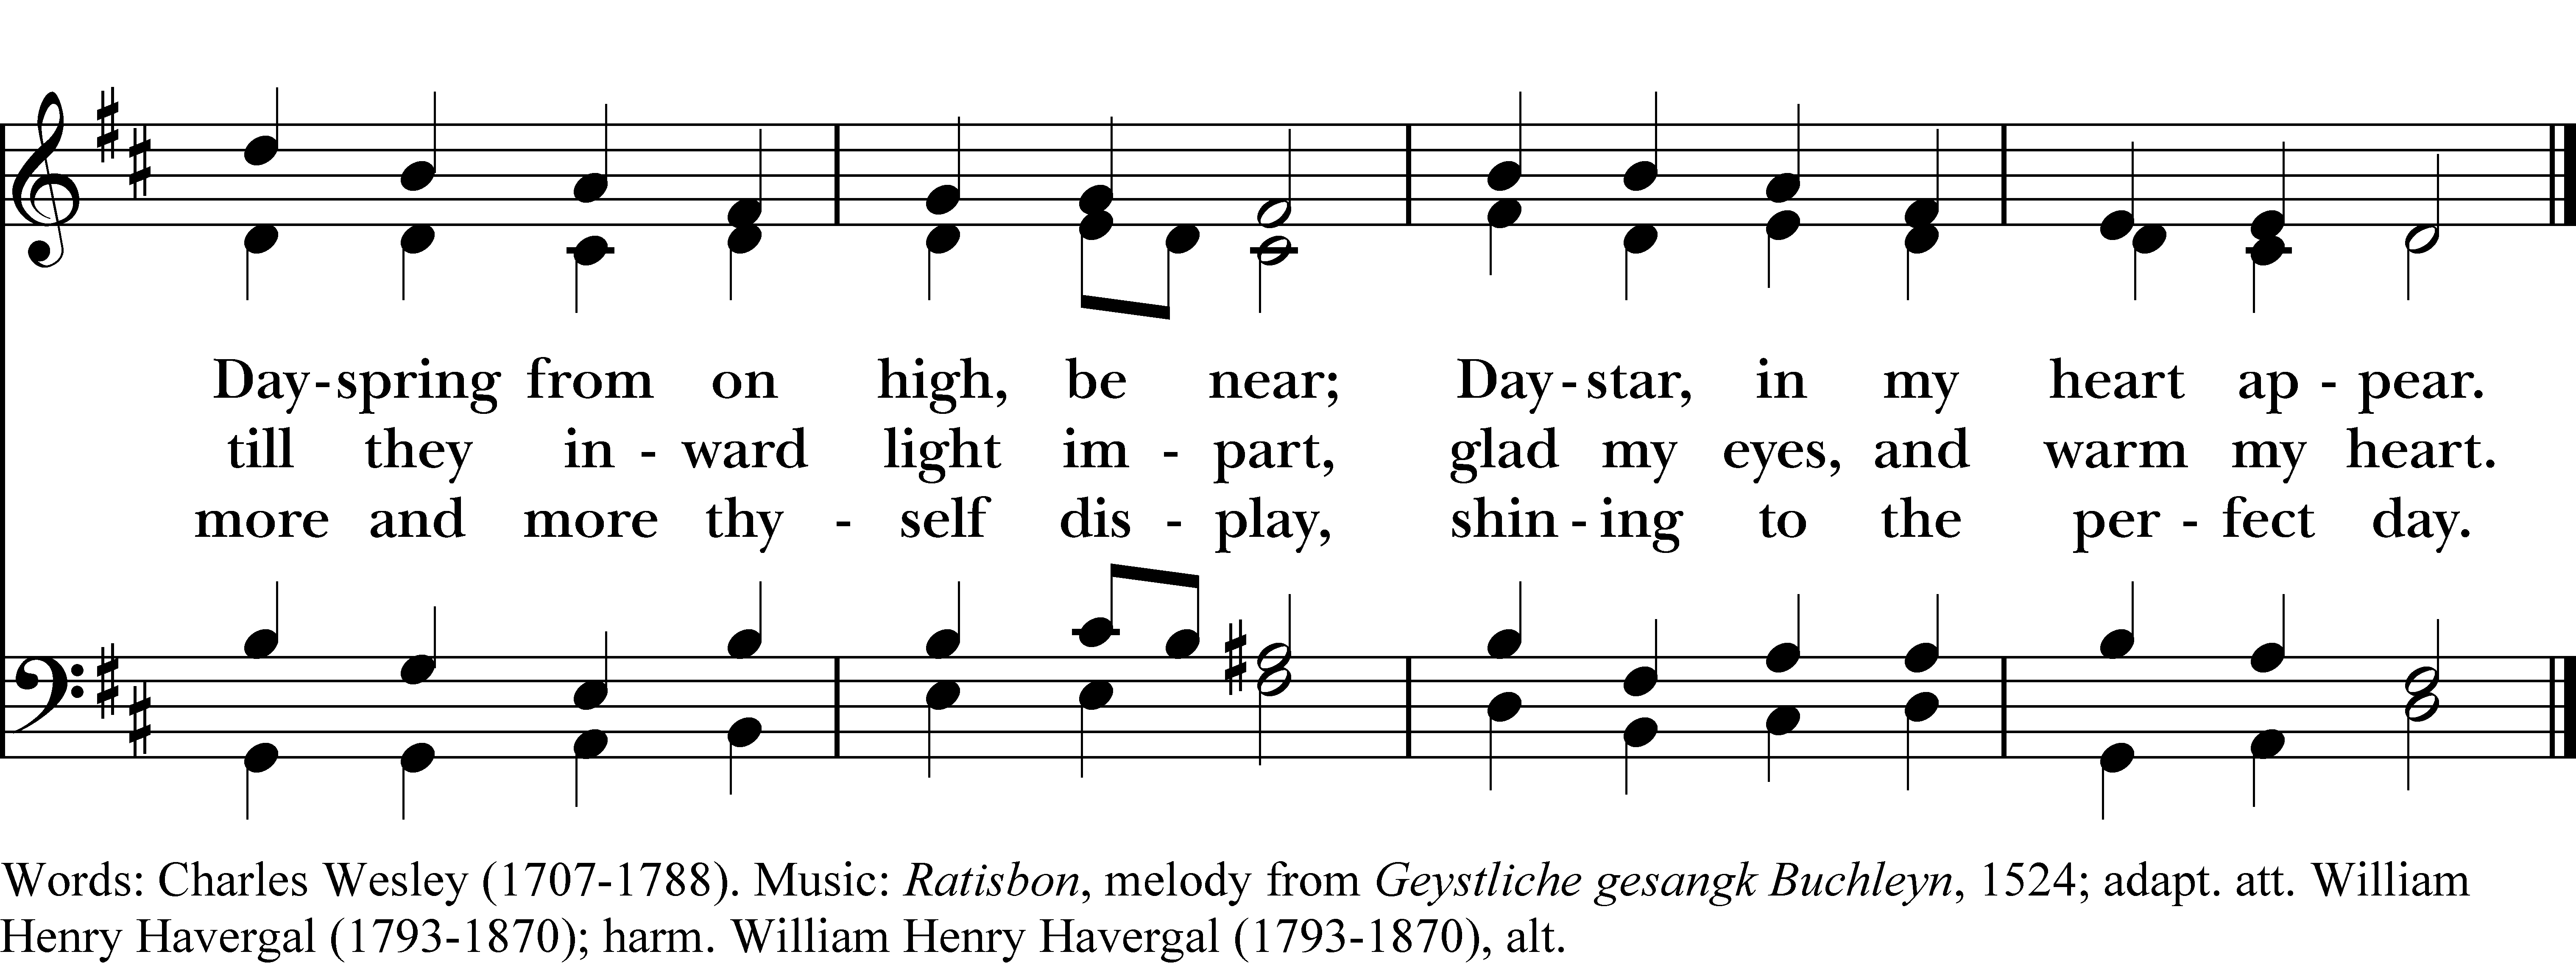 Day-spring from on high, be near; Day-star, in my heart ap-pear.
till they in-ward light im-part, glad my eyes, and warm my heart.
more and more thy-self dis-play, shin-ing to the per-fect day.
Words: Charles Wesley (1707-1788). Music: Ratisbon, melody from Geystliche gesangk Buchleyn, 1524; adapt. att. William
Henry Havergal (1793-1870); harm. William Henry Havergal (1793-1870), alt.